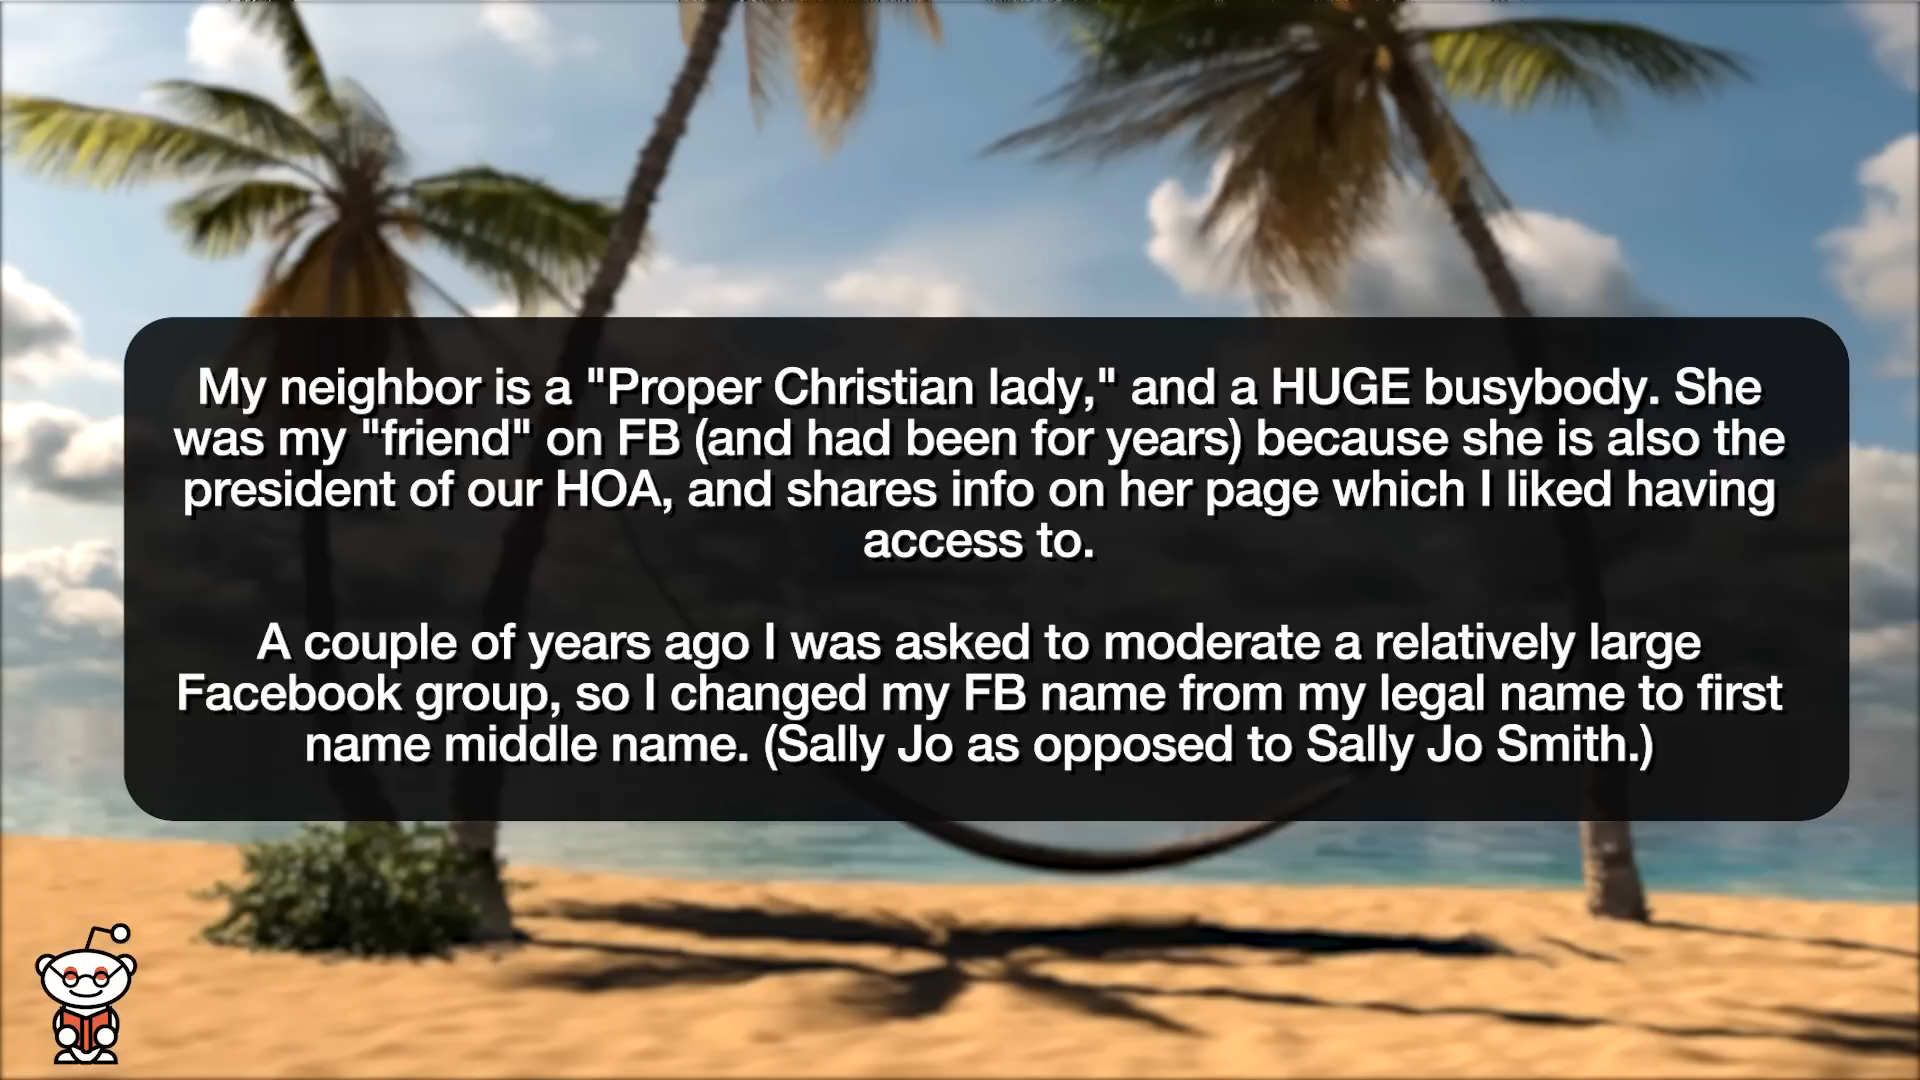 My neighbor is a "Proper Christian lady," and a HUGE busybody. She
was my "friend" on FB (and had been for years) because she is also the
president of our HOA, and shares info on her page which I liked having
access to.
A couple of years ago I was asked to moderate a relatively large
Facebook group, so I changed my FB name from my legal name to first
name middle name. (Sally Jo as opposed to Sally Jo Smith.)